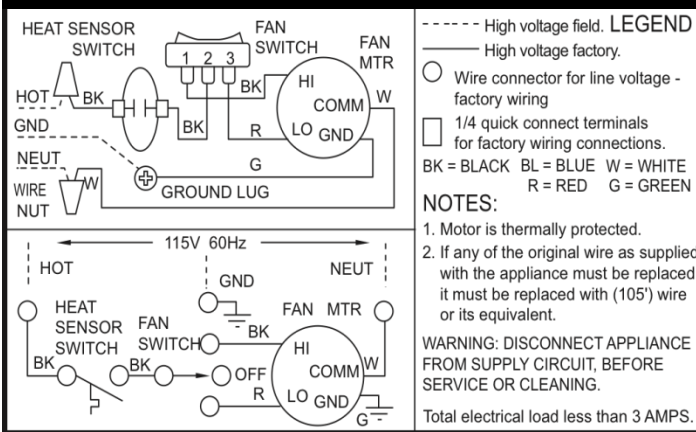 HEAT SENSOR
SWITCH
FAN
SWITCH
FAN
MTR
1 2 3
HI
BK
COMM
W
HOT
BK
BK
LO
GND
R
GND
NEUT
G
WIRE
NUT
W
GROUND LUG
115V 60Hz
HOT
GND
NEUT
HEAT
SENSOR
SWITCH
FAN
SWITCH
FAN MTR
BK
HI
BK
BK
OFF
COMM
W
R
LO
GND
G
LEGEND
High voltage field.
High voltage factory.
Wire connector for line voltage -
factory wiring
1/4 quick connect terminals
for factory wiring connections.
BK = BLACK BL = BLUE W = WHITE
R = RED G = GREEN
NOTES:
1. Motor is thermally protected.
2. If any of the original wire as supplied
with the appliance must be replaced
it must be replaced with (105') wire
or its equivalent.
WARNING: DISCONNECT APPLIANCE
FROM SUPPLY CIRCUIT, BEFORE
SERVICE OR CLEANING.
Total electrical load less than 3 AMPS.